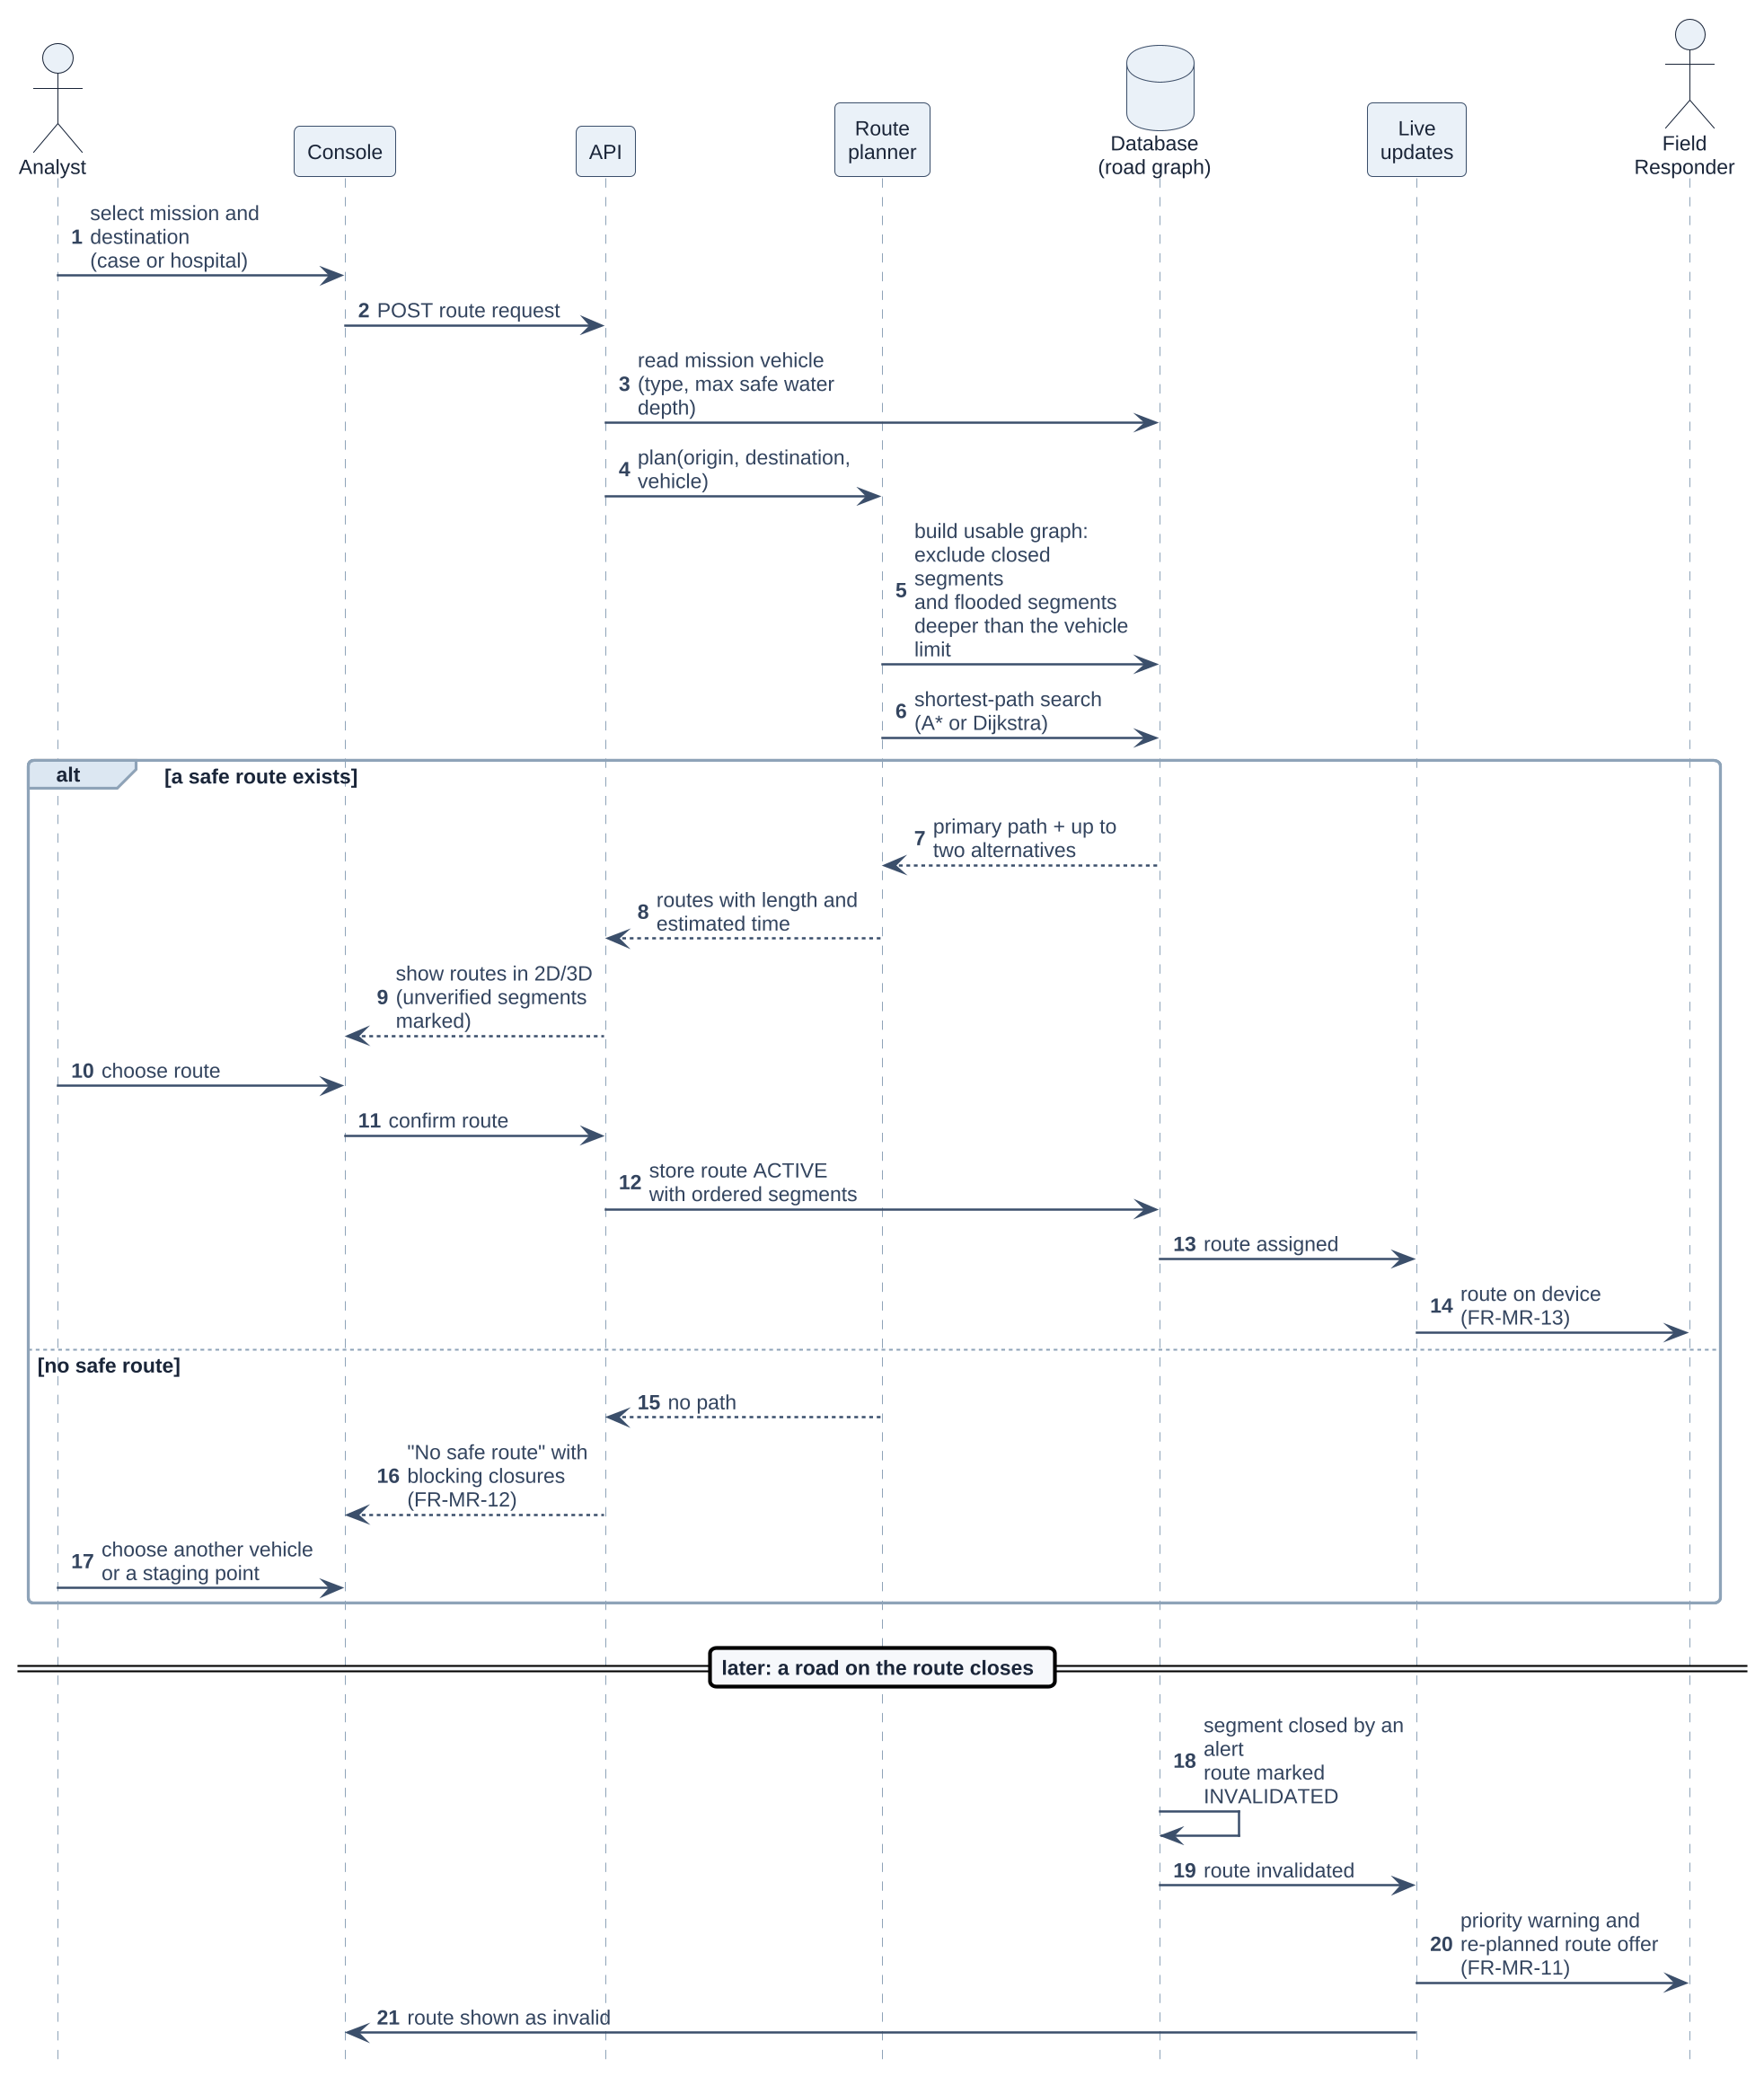 Analyst
Console
API
Route
planner
Database
(road graph)
Live
updates
Field
Responder
1 select mission and
destination
(case or hospital)
2 POST route request
3 read mission vehicle
(type, max safe water
depth)
4 plan(origin, destination,
vehicle)
5 build usable graph:
exclude closed
segments
and flooded segments
deeper than the vehicle
limit
6 shortest-path search
(A* or Dijkstra)
alt [a safe route exists]
7 primary path + up to
two alternatives
8 routes with length and
estimated time
9 show routes in 2D/3D
(unverified segments
marked)
10 choose route
11 confirm route
12 store route ACTIVE
with ordered segments
13 route assigned
14 route on device
(FR-MR-13)
[no safe route]
15 no path
16 "No safe route" with
blocking closures
(FR-MR-12)
17 choose another vehicle
or a staging point
later: a road on the route closes
18 segment closed by an
alert
route marked
INVALIDATED
19 route invalidated
20 priority warning and
re-planned route offer
(FR-MR-11)
21 route shown as invalid